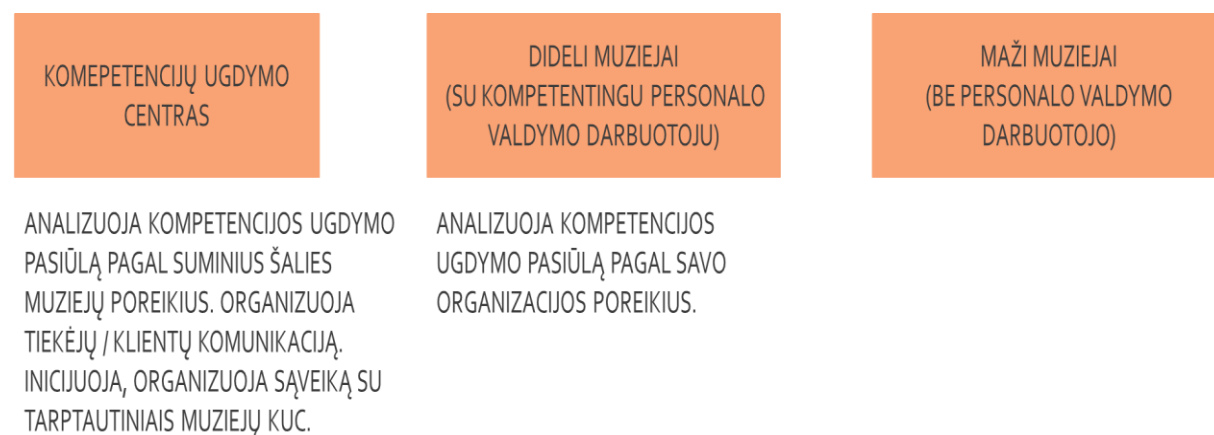 KOMEPETENCIJŲ UGDYMO
CENTRAS
DIDELI MUZIEJAI
(SU KOMPETENTINGU PERSONALO
VALDYMO DARBUOTOJU)
MAŽI MUZIEJAI
(BE PERSONALO VALDYMO
DARBUOTOJO)
ANALIZUOJA KOMPETENCIJOS UGDYMO
PASIŪLĄ PAGAL SUMINIUS ŠALIES
MUZIEJŲ POREIKIUS. ORGANIZUOJA
TIEKĖJŲ / KLIENTŲ KOMUNIKACIJĄ.
INICIJUOJA, ORGANIZUOJA SĄVEIKĄ SU
TARPTAUTINIAIS MUZIEJŲ KUC.
ANALIZUOJA KOMPETENCIJOS
UGDYMO PASIŪLĄ PAGAL SAVO
ORGANIZACIJOS POREIKIUS.